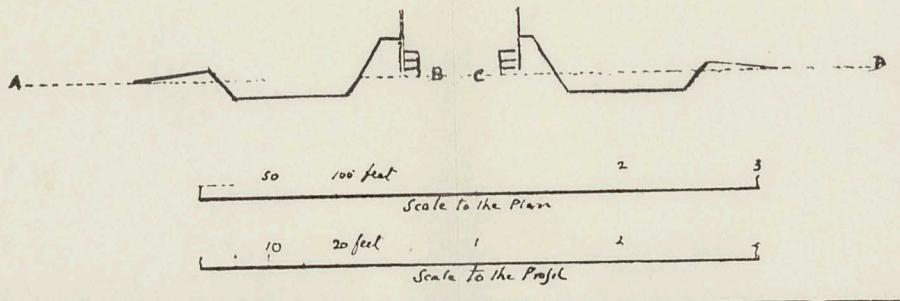 A B C D
50 100 feet 2 3
Scale to the Plan
10 20 feet 1 2
Scale to the Profil